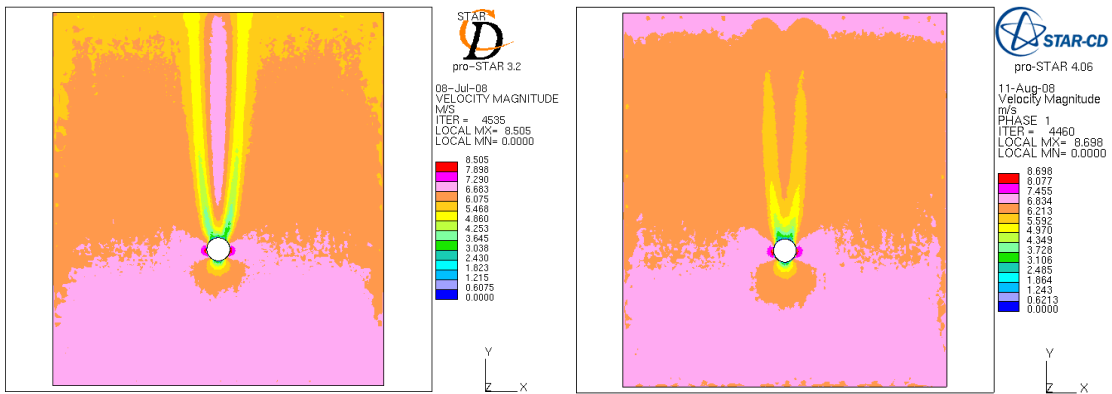 STAR
CD
pro-STAR 3.2
08-Jul-08
VELOCITY MAGNITUDE
M/S
ITER = 4535
LOCAL MX= 8.505
LOCAL MN= 0.0000
8.505
7.898
7.290
6.683
6.075
5.468
4.860
4.253
3.645
3.038
2.430
1.823
1.215
0.6075
0.0000
Y
Z X
STAR-CD
pro-STAR 4.06
11-Aug-08
Velocity Magnitude
m/s
PHASE 1
ITER = 4460
LOCAL MX= 8.698
LOCAL MN= 0.0000
8.698
8.077
7.455
6.834
6.213
5.592
4.970
4.349
3.728
3.106
2.485
1.864
1.243
0.6213
0.0000
Y
Z X